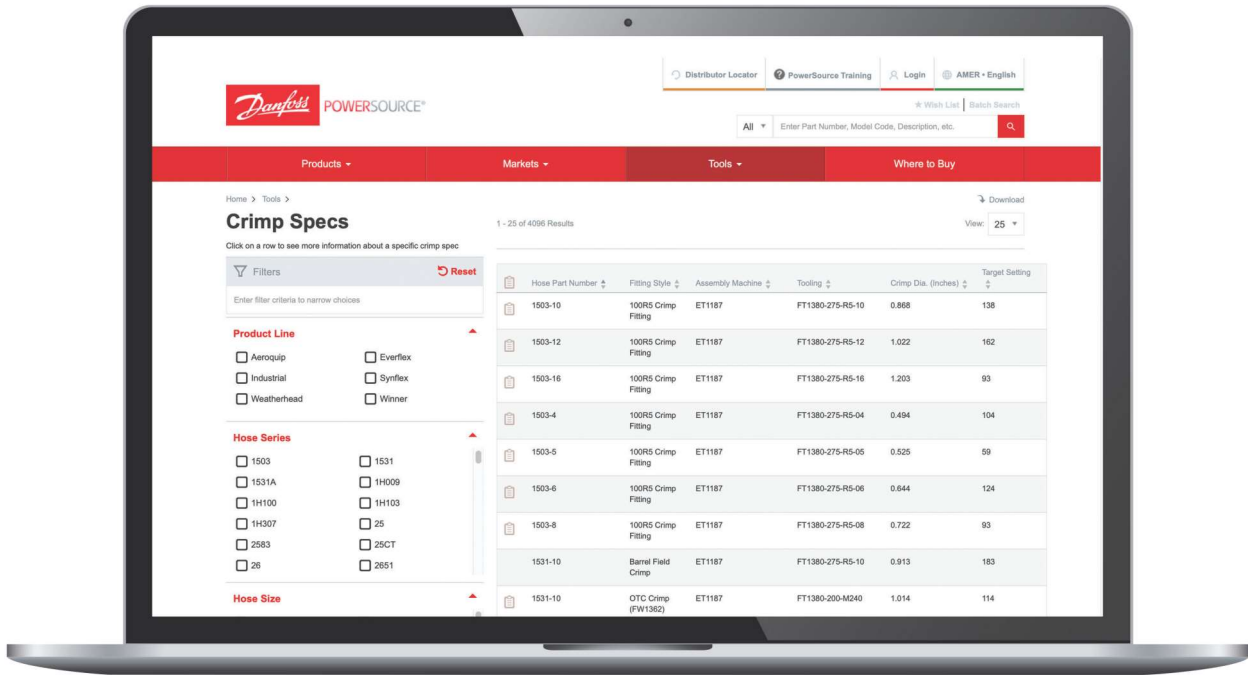 Distributor Locator
PowerSource Training
Login
AMER • English
Danfoss POWERSOURCE®
★ Wish List | Batch Search
All
Enter Part Number, Model Code, Description, etc.
Products
Markets
Tools
Where to Buy
Home > Tools >
Download
Crimp Specs
1 - 25 of 4096 Results
View: 25
Click on a row to see more information about a specific crimp spec
Filters
Reset
Enter filter criteria to narrow choices
Product Line
Aeroquip
Everflex
Industrial
Synflex
Weatherhead
Winner
Hose Series
1503
1531
1531A
1H009
1H100
1H103
1H307
25
2583
25CT
26
2651
Hose Size
Hose Part Number
Fitting Style
Assembly Machine
Tooling
Crimp Dia. (Inches)
Target Setting
1503-10 100R5 Crimp ET1187 FT1380-275-R5-10 0.868 138
Fitting
1503-12 100R5 Crimp ET1187 FT1380-275-R5-12 1.022 162
Fitting
1503-16 100R5 Crimp ET1187 FT1380-275-R5-16 1.203 93
Fitting
1503-4 100R5 Crimp ET1187 FT1380-275-R5-04 0.494 104
Fitting
1503-5 100R5 Crimp ET1187 FT1380-275-R5-05 0.525 59
Fitting
1503-6 100R5 Crimp ET1187 FT1380-275-R5-06 0.644 124
Fitting
1503-8 100R5 Crimp ET1187 FT1380-275-R5-08 0.722 93
Fitting
1531-10 Barrel Field ET1187 FT1380-275-R5-10 0.913 183
Crimp
1531-10 OTC Crimp ET1187 FT1380-200-M240 1.014 114
(FW1362)